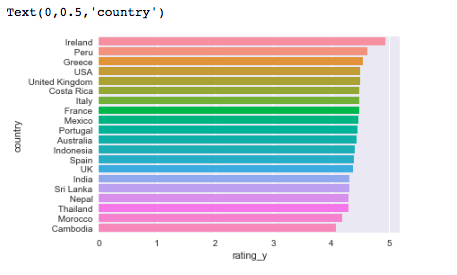 Text(0,0.5,'country')
Ireland
Peru
Greece
USA
United Kingdom
Costa Rica
Italy
France
Mexico
Portugal
Australia
Indonesia
Spain
UK
India
Sri Lanka
Nepal
Thailand
Morocco
Cambodia
country
0 1 2 3 4 5
rating_y